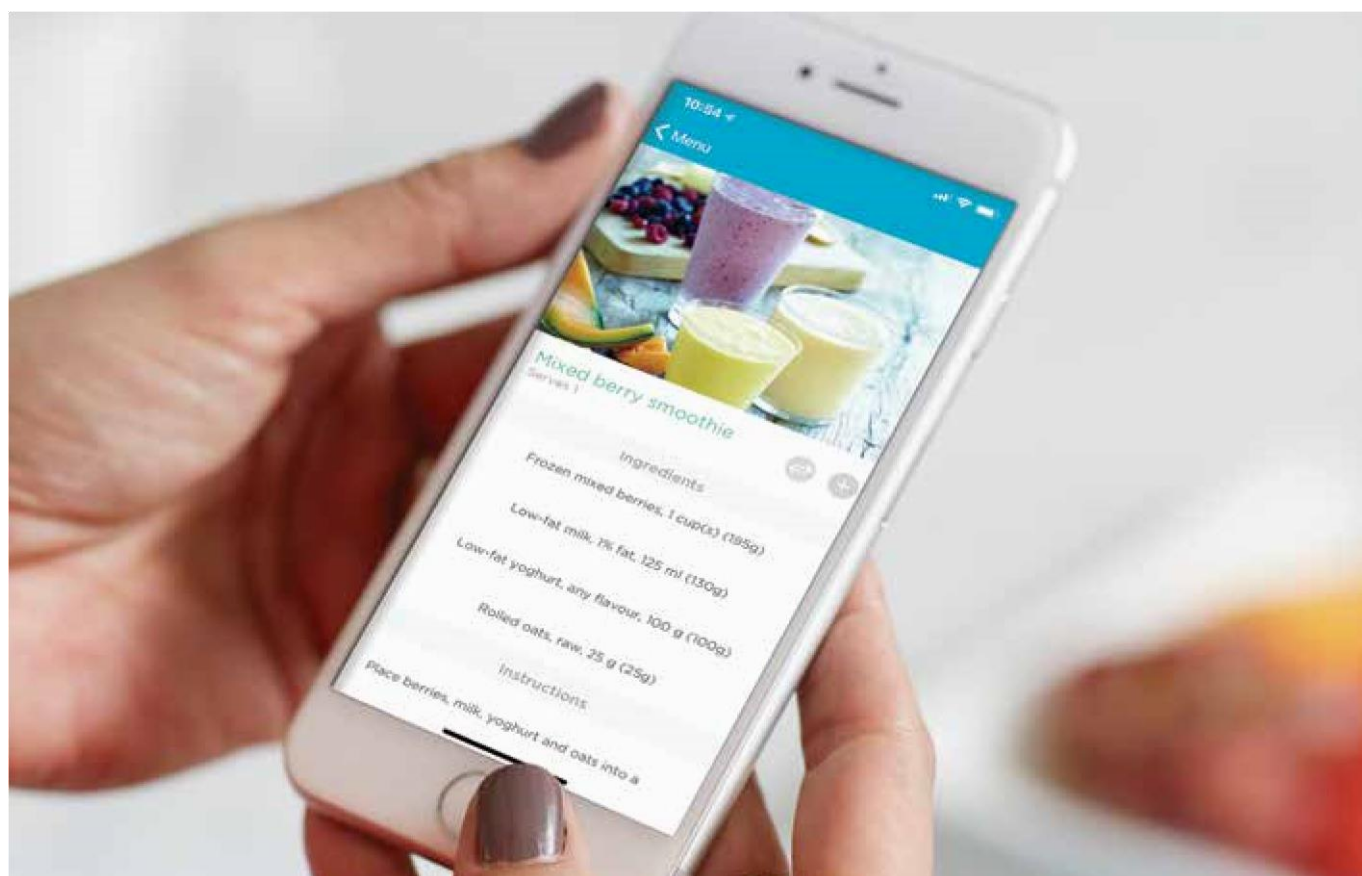 10:54
Menu
Mixed berry smoothie
Serves 1
Ingredients
Frozen mixed berries, 1 cup(s) (195g)
Low-fat milk, 1% fat, 125 ml (130g)
Low-fat yoghurt, any flavour, 100 g (100g)
Rolled oats, raw, 25 g (25g)
Instructions
Place berries, milk, yoghurt and oats into a